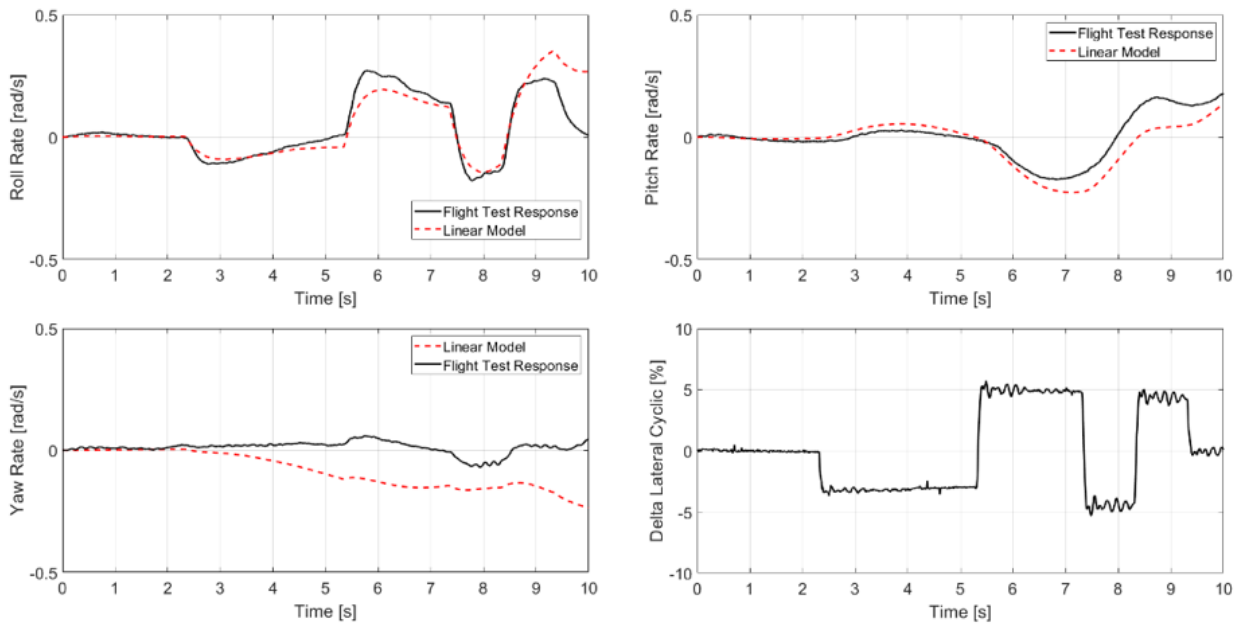 0.5
0
-0.5
Roll Rate [rad/s]
Flight Test Response
Linear Model
0 1 2 3 4 5 6 7 8 9 10
Time [s]
0.5
0
-0.5
Pitch Rate [rad/s]
Flight Test Response
Linear Model
0 1 2 3 4 5 6 7 8 9 10
Time [s]
0.5
0
-0.5
Yaw Rate [rad/s]
Linear Model
Flight Test Response
0 1 2 3 4 5 6 7 8 9 10
Time [s]
10
5
0
-5
-10
Delta Lateral Cyclic [%]
0 1 2 3 4 5 6 7 8 9 10
Time [s]